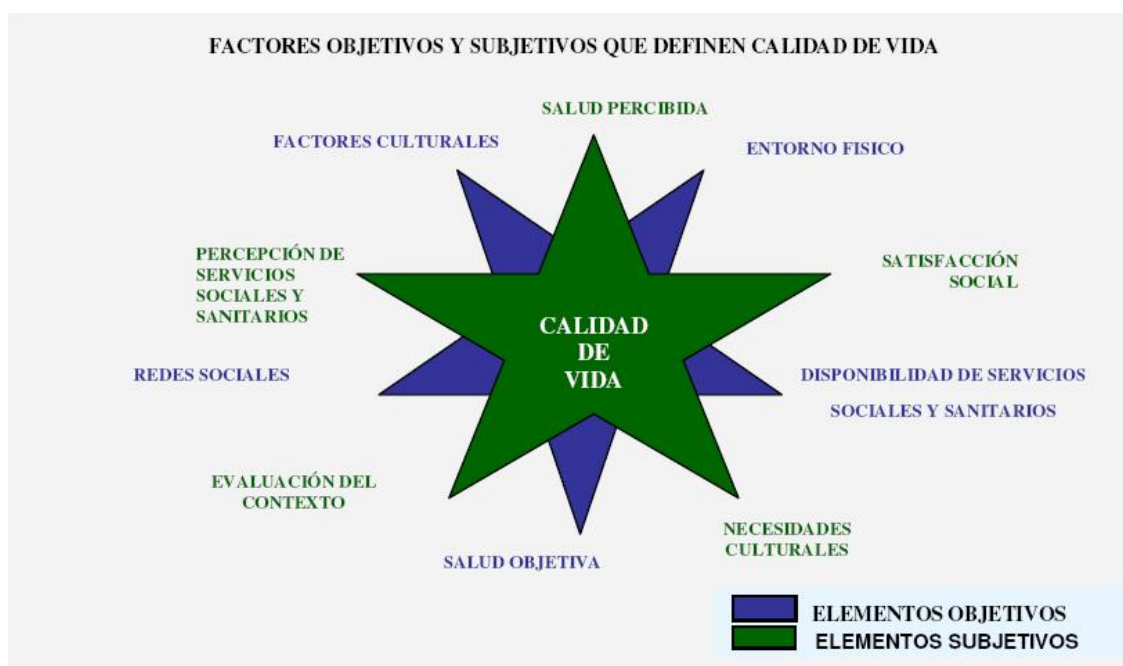 FACTORES OBJETIVOS Y SUBJETIVOS QUE DEFINEN CALIDAD DE VIDA
SALUD PERCIBIDA
FACTORES CULTURALES
ENTORNO FISICO
PERCEPCIÓN DE
SERVICIOS
SOCIALES Y
SANITARIOS
SATISFACCIÓN
SOCIAL
CALIDAD
DE
VIDA
REDES SOCIALES
DISPONIBILIDAD DE SERVICIOS
SOCIALES Y SANITARIOS
EVALUACIÓN DEL
CONTEXTO
NECESIDADES
CULTURALES
SALUD OBJETIVA
ELEMENTOS OBJETIVOS
ELEMENTOS SUBJETIVOS